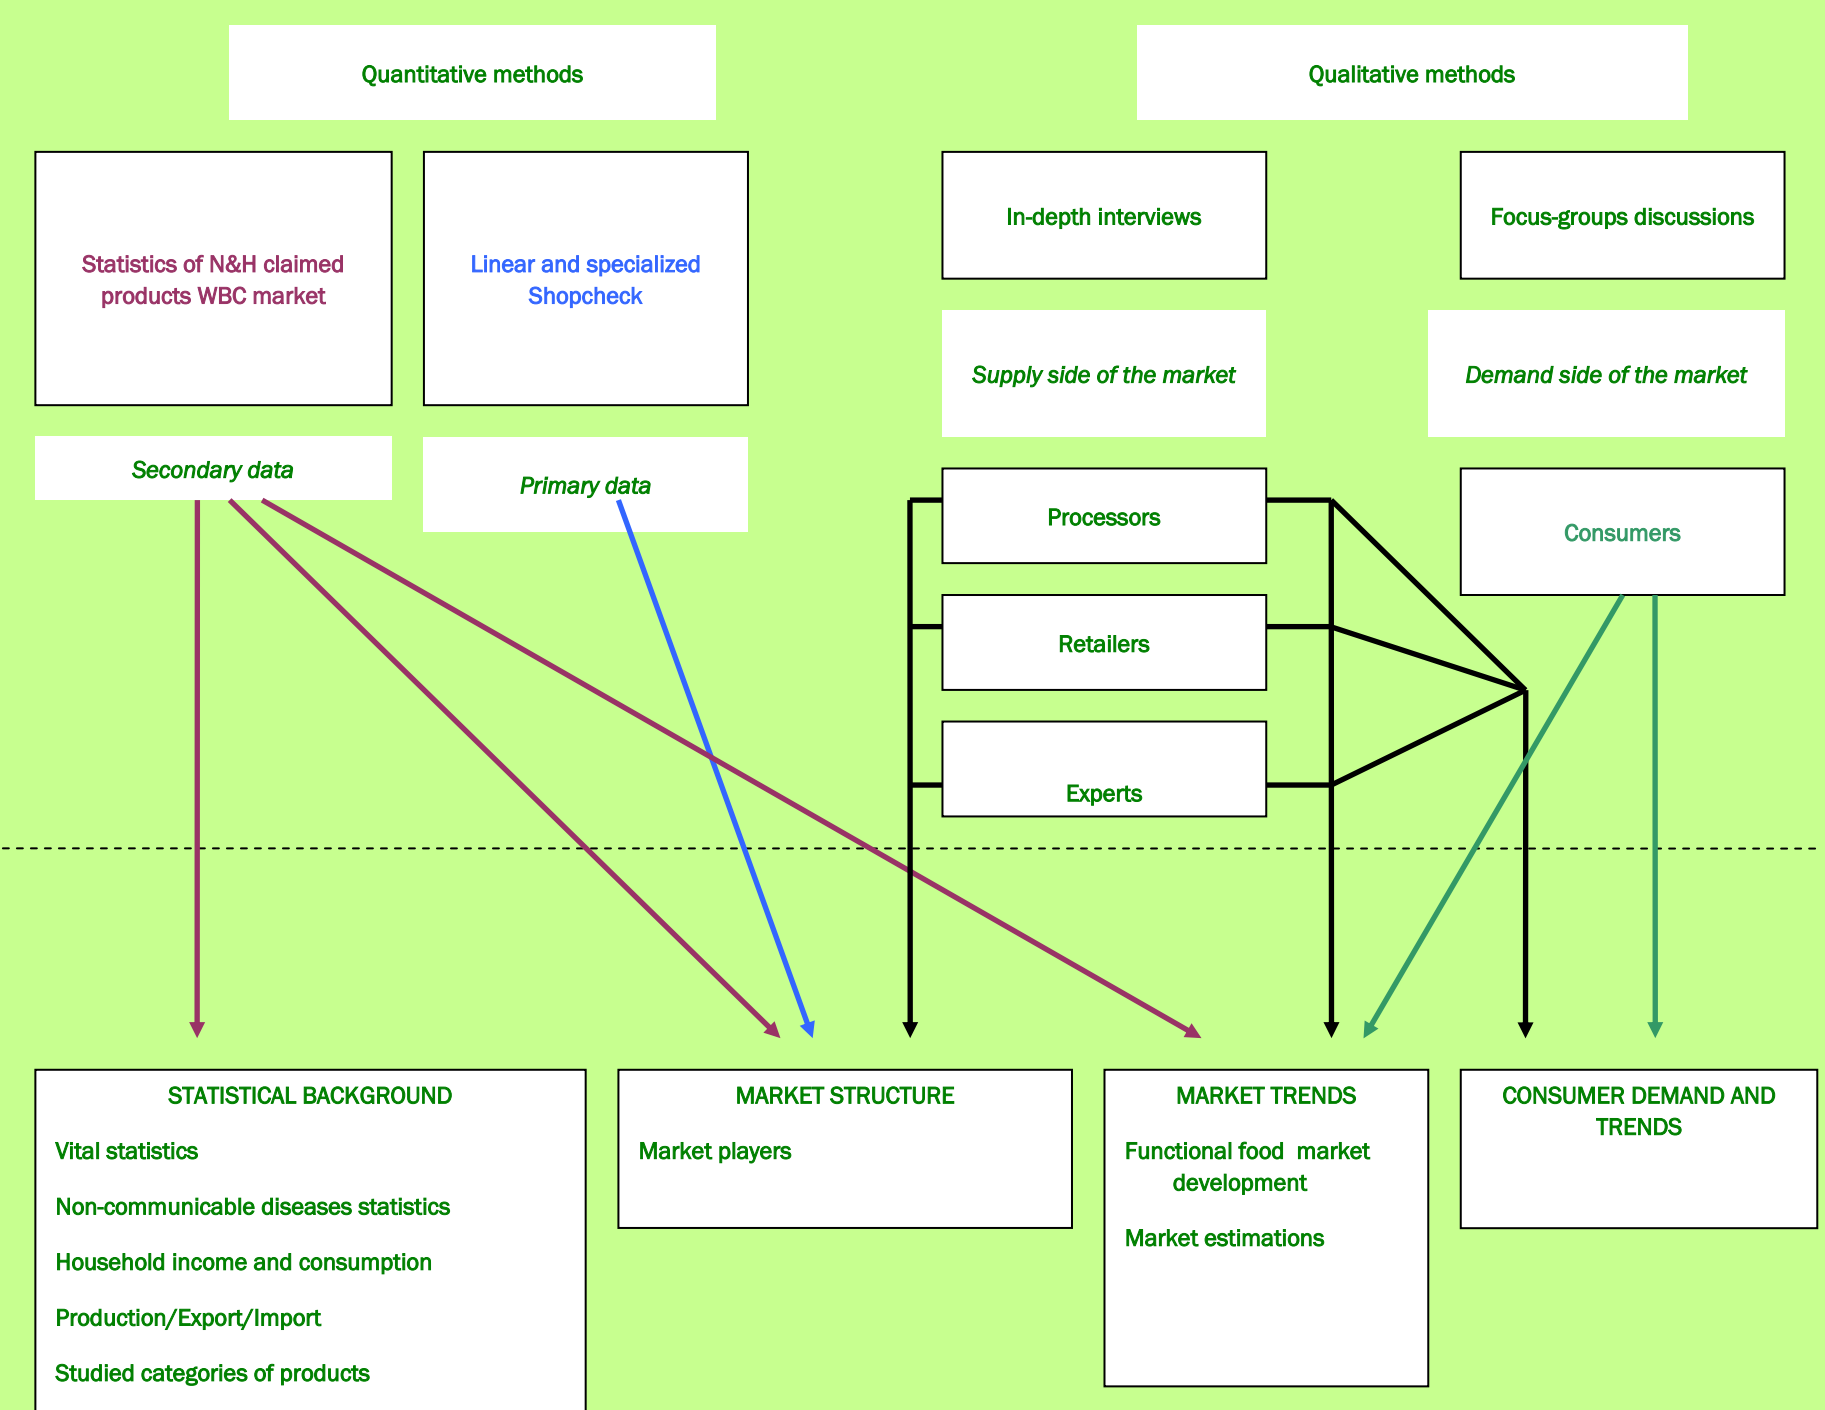 Quantitative methods
Qualitative methods
Statistics of N&H claimed
products WBC market
Linear and specialized
Shopcheck
In-depth interviews
Focus-groups discussions
Supply side of the market
Demand side of the market
Secondary data
Primary data
Processors
Consumers
Retailers
Experts
STATISTICAL BACKGROUND
Vital statistics
Non-communicable diseases statistics
Household income and consumption
Production/Export/Import
Studied categories of products
MARKET STRUCTURE
Market players
MARKET TRENDS
Functional food  market
development
Market estimations
CONSUMER DEMAND AND
TRENDS